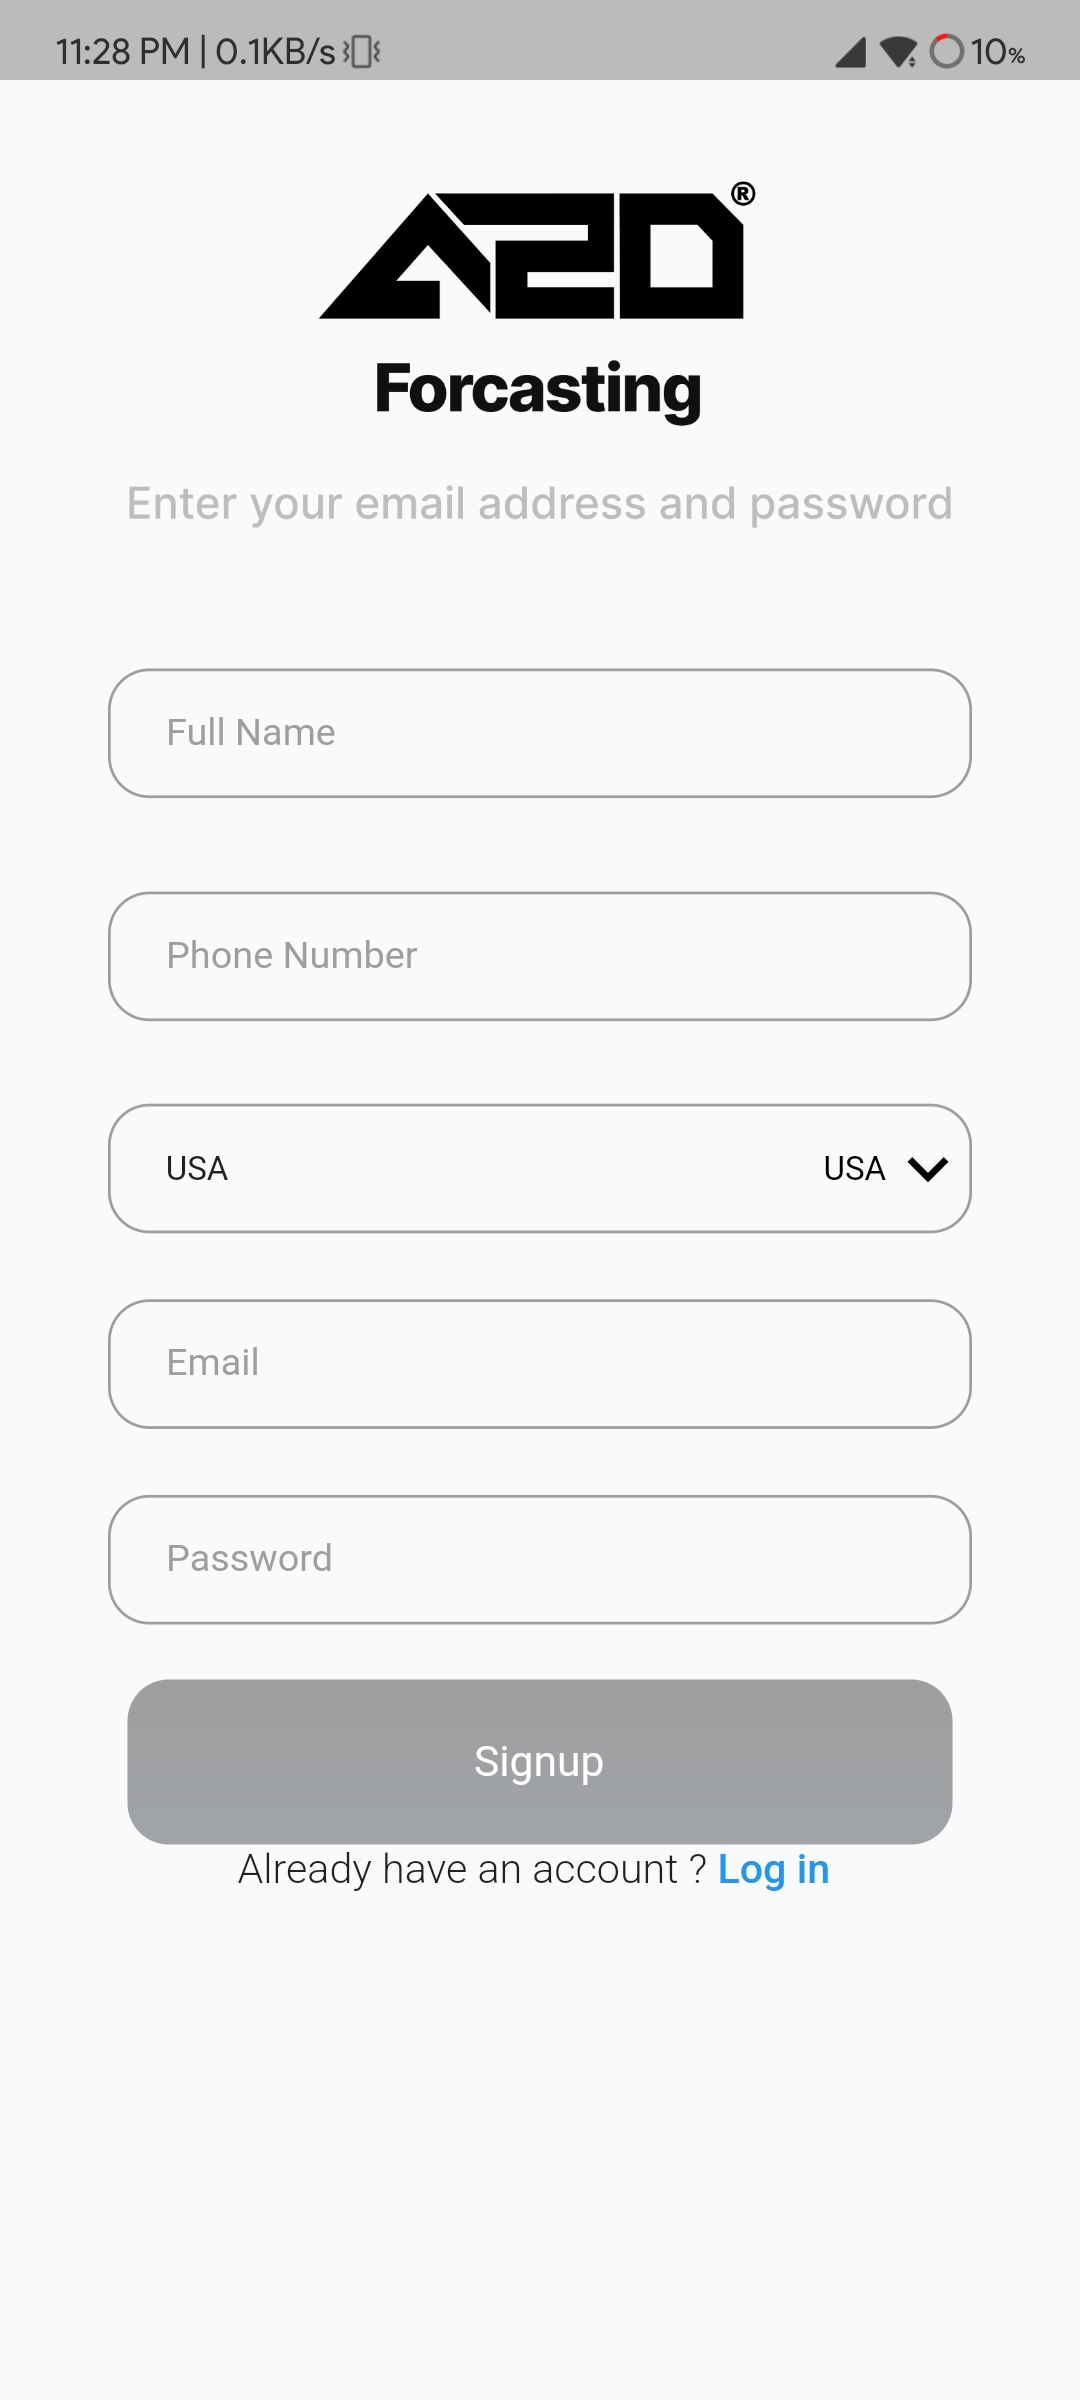 11:28 PM | 0.1KB/s 10%
A2D®
Forcasting
Enter your email address and password
Full Name
Phone Number
USA USA
Email
Password
Signup
Already have an account ? Log in